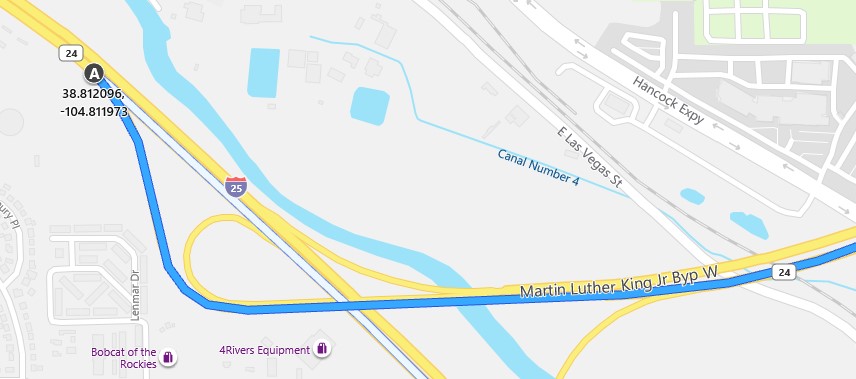 24
A
38.812096,
-104.811973
Hancock Expy
E Las Vegas St
Canal Number 4
25
Martin Luther King Jr Byp W
24
Lenmar Dr
4Rivers Equipment
Bobcat of the
Rockies